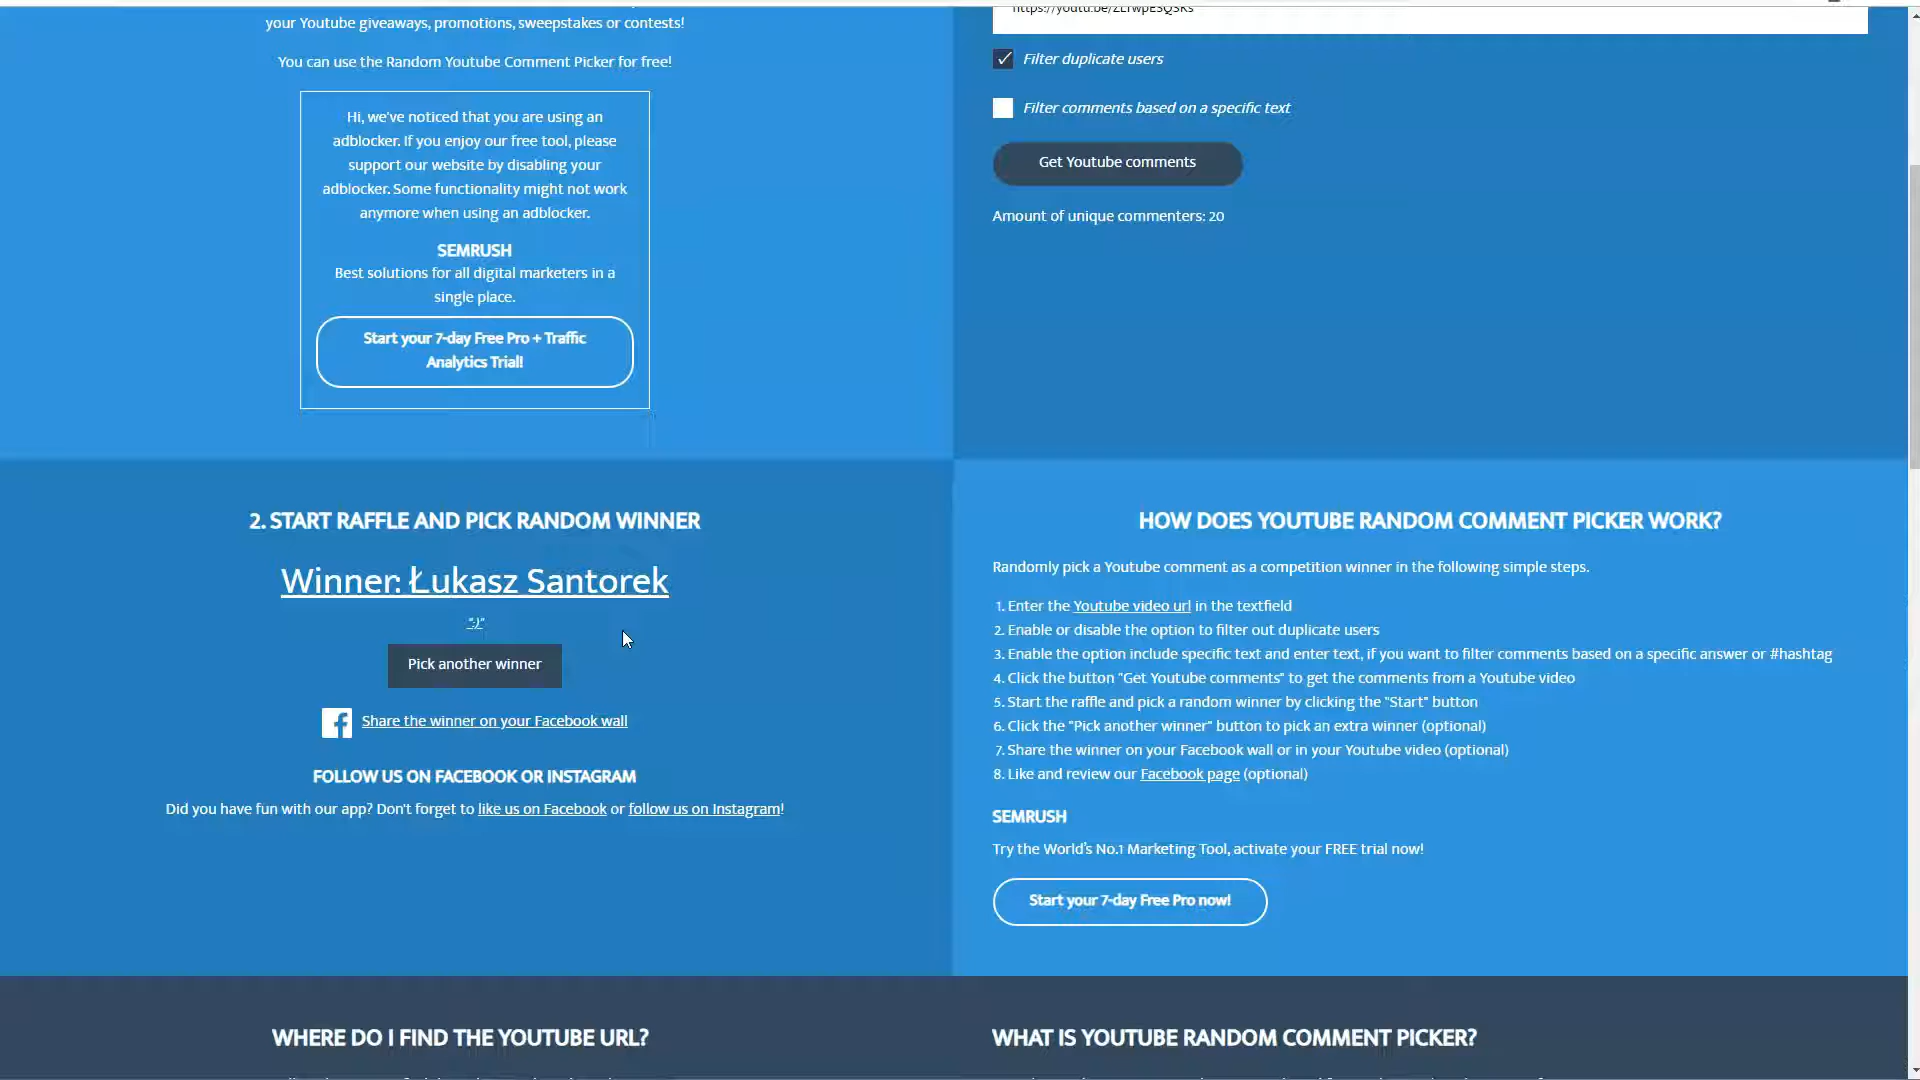 your Youtube giveaways, promotions, sweepstakes or contests!
You can use the Random Youtube Comment Picker for free!
Hi, we've noticed that you are using an
adblocker. If you enjoy our free tool, please
support our website by disabling your
adblocker. Some functionality might not work
anymore when using an adblocker.
SEMRUSH
Best solutions for all digital marketers in a
single place.
Start your 7-day Free Pro + Traffic
Analytics Trial!
Filter duplicate users
Filter comments based on a specific text
Get Youtube comments
Amount of unique commenters: 20
2. START RAFFLE AND PICK RANDOM WINNER
Winner: Łukasz Santorek
":)"
Pick another winner
Share the winner on your Facebook wall
FOLLOW US ON FACEBOOK OR INSTAGRAM
Did you have fun with our app? Don't forget to like us on Facebook or follow us on Instagram!
HOW DOES YOUTUBE RANDOM COMMENT PICKER WORK?
Randomly pick a Youtube comment as a competition winner in the following simple steps.
1. Enter the Youtube video url in the textfield
2. Enable or disable the option to filter out duplicate users
3. Enable the option include specific text and enter text, if you want to filter comments based on a specific answer or #hashtag
4. Click the button "Get Youtube comments" to get the comments from a Youtube video
5. Start the raffle and pick a random winner by clicking the "Start" button
6. Click the "Pick another winner" button to pick an extra winner (optional)
7. Share the winner on your Facebook wall or in your Youtube video (optional)
8. Like and review our Facebook page (optional)
SEMRUSH
Try the World's No.1 Marketing Tool, activate your FREE trial now!
Start your 7-day Free Pro now!
WHERE DO I FIND THE YOUTUBE URL?
WHAT IS YOUTUBE RANDOM COMMENT PICKER?